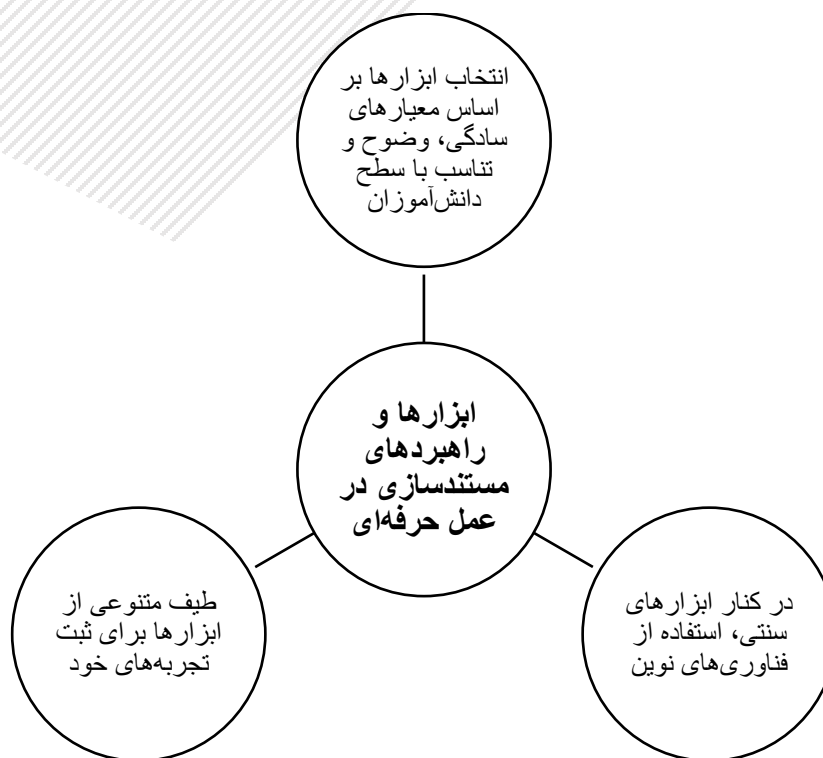 انتخاب ابزارها بر
اساس معیارهای
سادگی، وضوح و
تناسب با سطح
دانش‌آموزان
ابزارها و
راهبردهای
مستندسازی در
عمل حرفه‌ای
در کنار ابزارهای
سنتی، استفاده از
فناوری‌های نوین
طیف متنوعی از
ابزارها برای ثبت
تجربه‌های خود